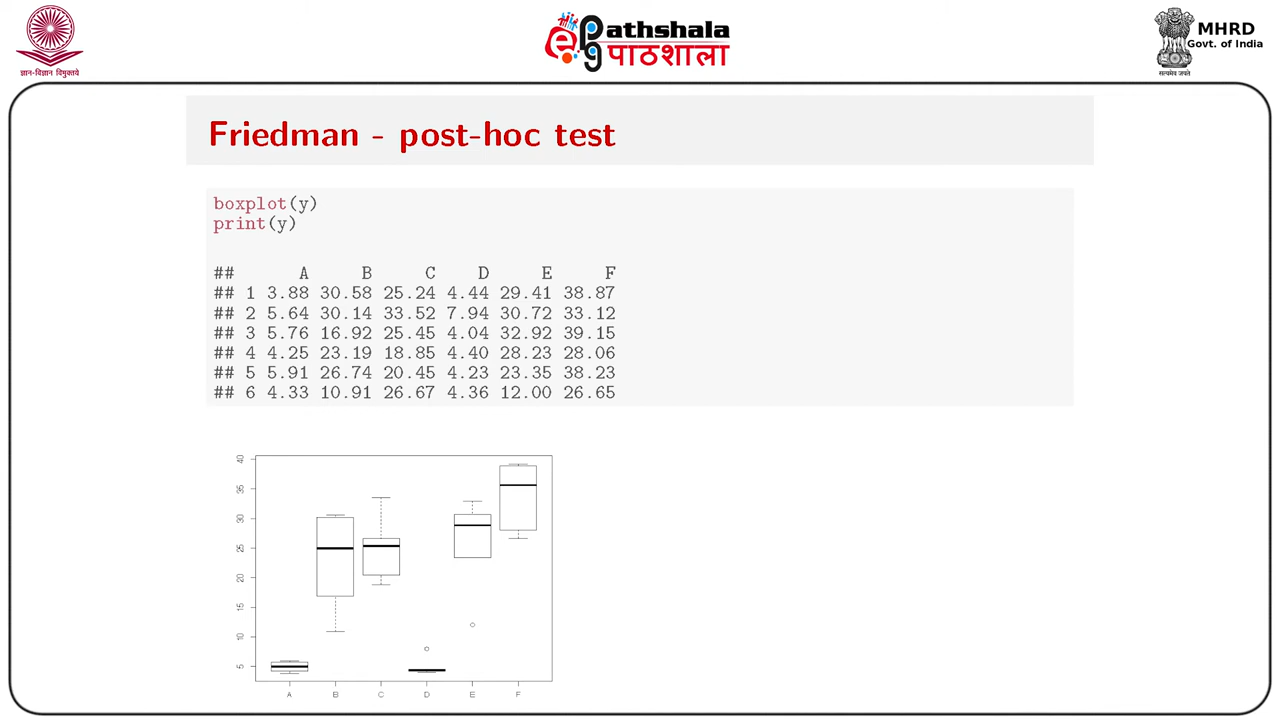 ज्ञान-विज्ञान विमुक्तये
ePG Pathshala
पाठशाला
सत्यमेव जयते
MHRD
Govt. of India
Friedman - post-hoc test
boxplot(y)
print(y)
## A B C D E F
## 1 3.88 30.58 25.24 4.44 29.41 38.87
## 2 5.64 30.14 33.52 7.94 30.72 33.12
## 3 5.76 16.92 25.45 4.04 32.92 39.15
## 4 4.25 23.19 18.85 4.40 28.23 28.06
## 5 5.91 26.74 20.45 4.23 23.35 38.23
## 6 4.33 10.91 26.67 4.36 12.00 26.65
40
35
30
25
20
15
10
5
A B C D E F